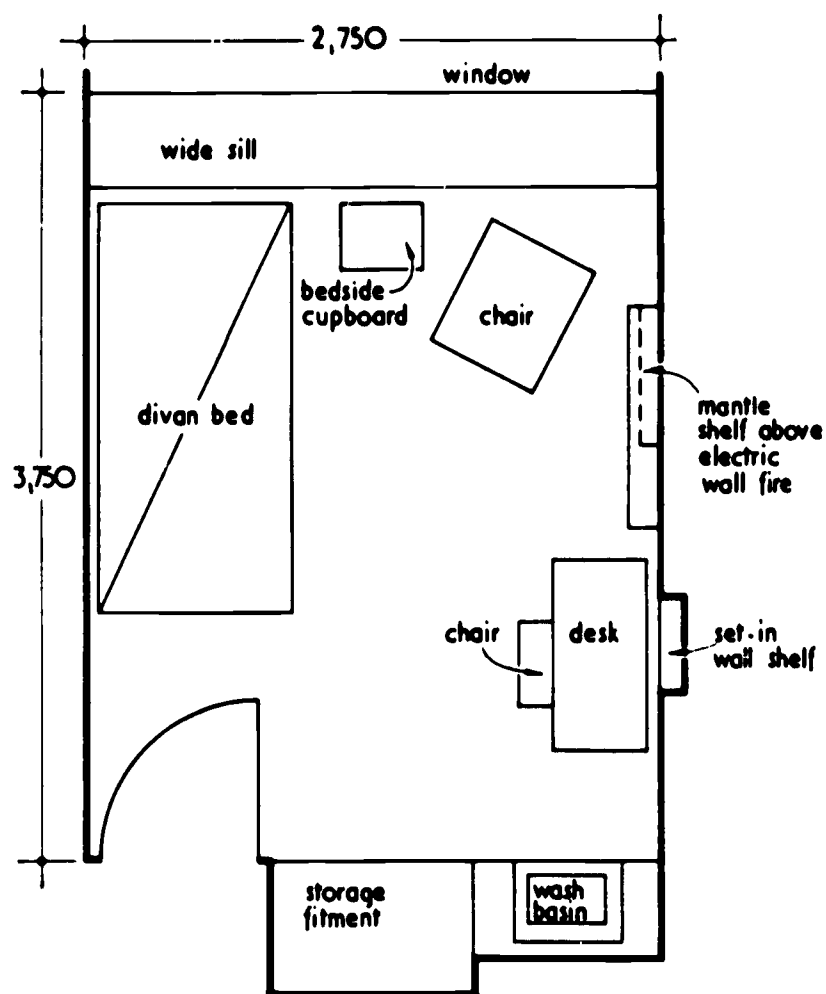 2,750
window
wide sill
bedside
cupboard
chair
divan bed
mantle
shelf above
electric
wall fire
3,750
chair
desk
set-in
wall shelf
storage
fitment
wash
basin